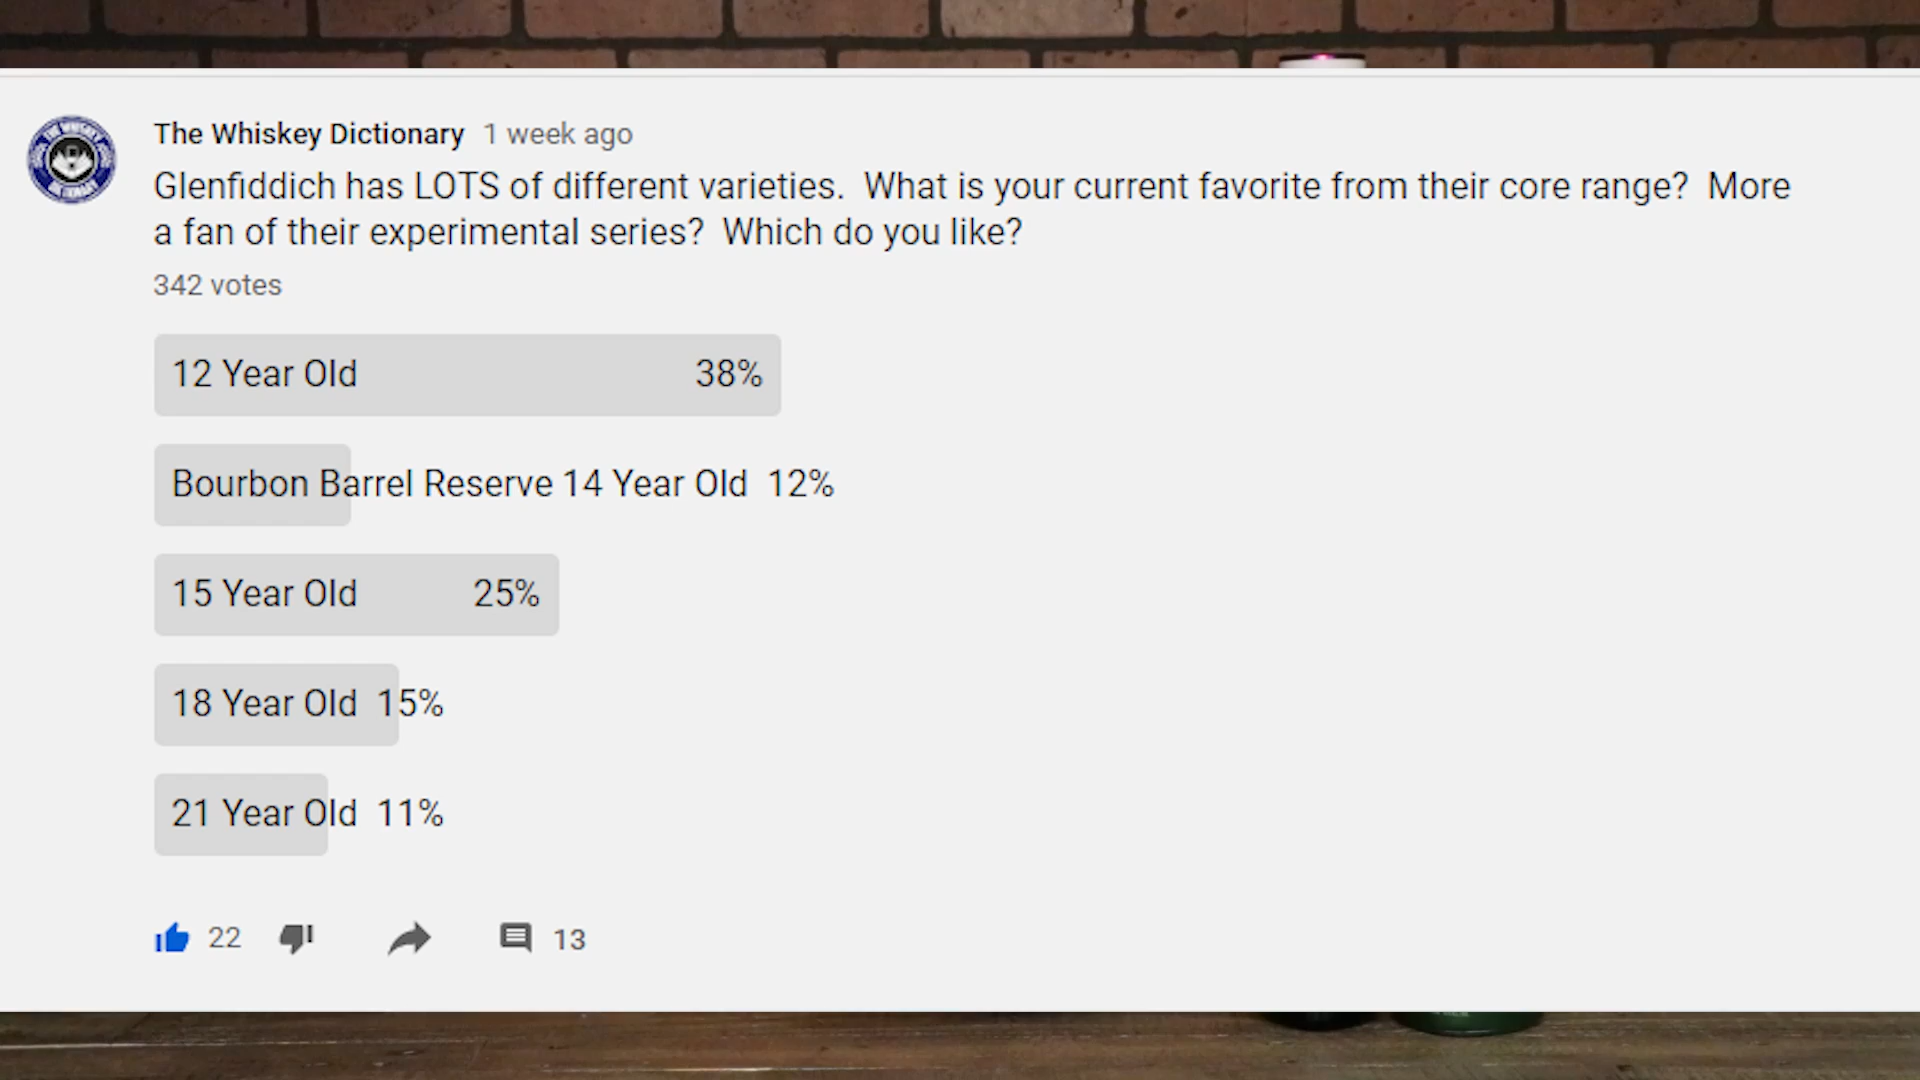 The Whiskey Dictionary 1 week ago
Glenfiddich has LOTS of different varieties. What is your current favorite from their core range? More
a fan of their experimental series? Which do you like?
342 votes
12 Year Old 38%
Bourbon Barrel Reserve 14 Year Old 12%
15 Year Old 25%
18 Year Old 15%
21 Year Old 11%
22 13